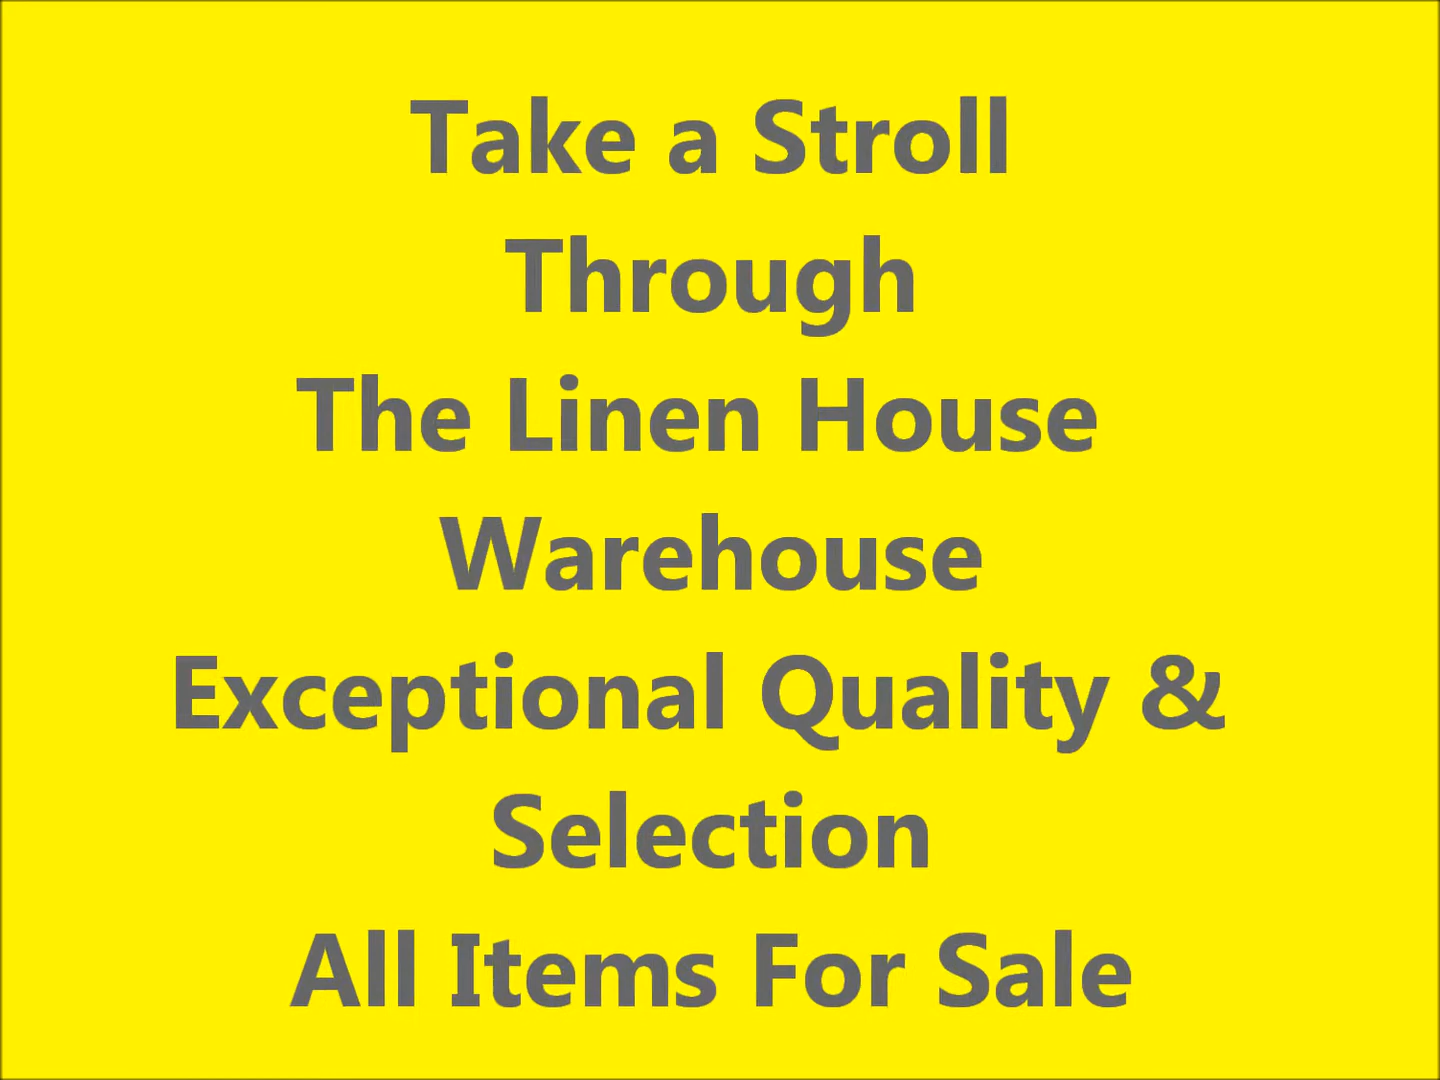 Take a Stroll
Through
The Linen House
Warehouse
Exceptional Quality &
Selection
All Items For Sale